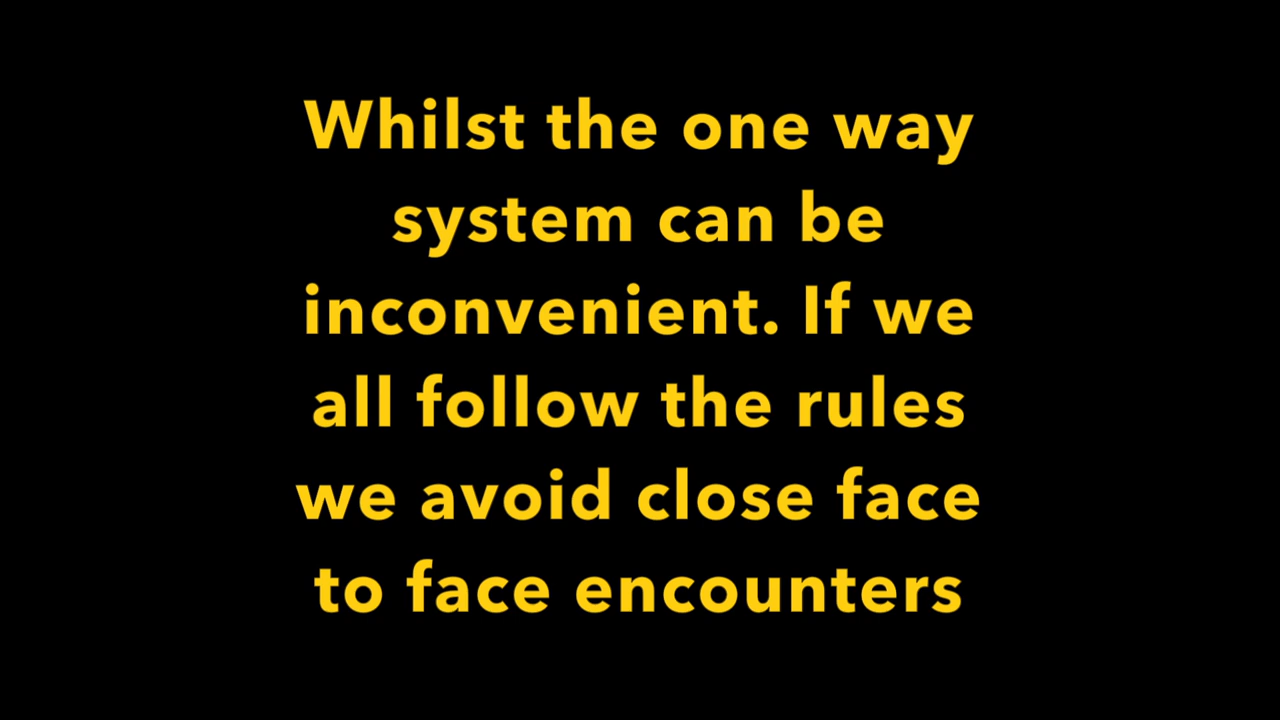 Whilst the one way
system can be
inconvenient. If we
all follow the rules
we avoid close face
to face encounters